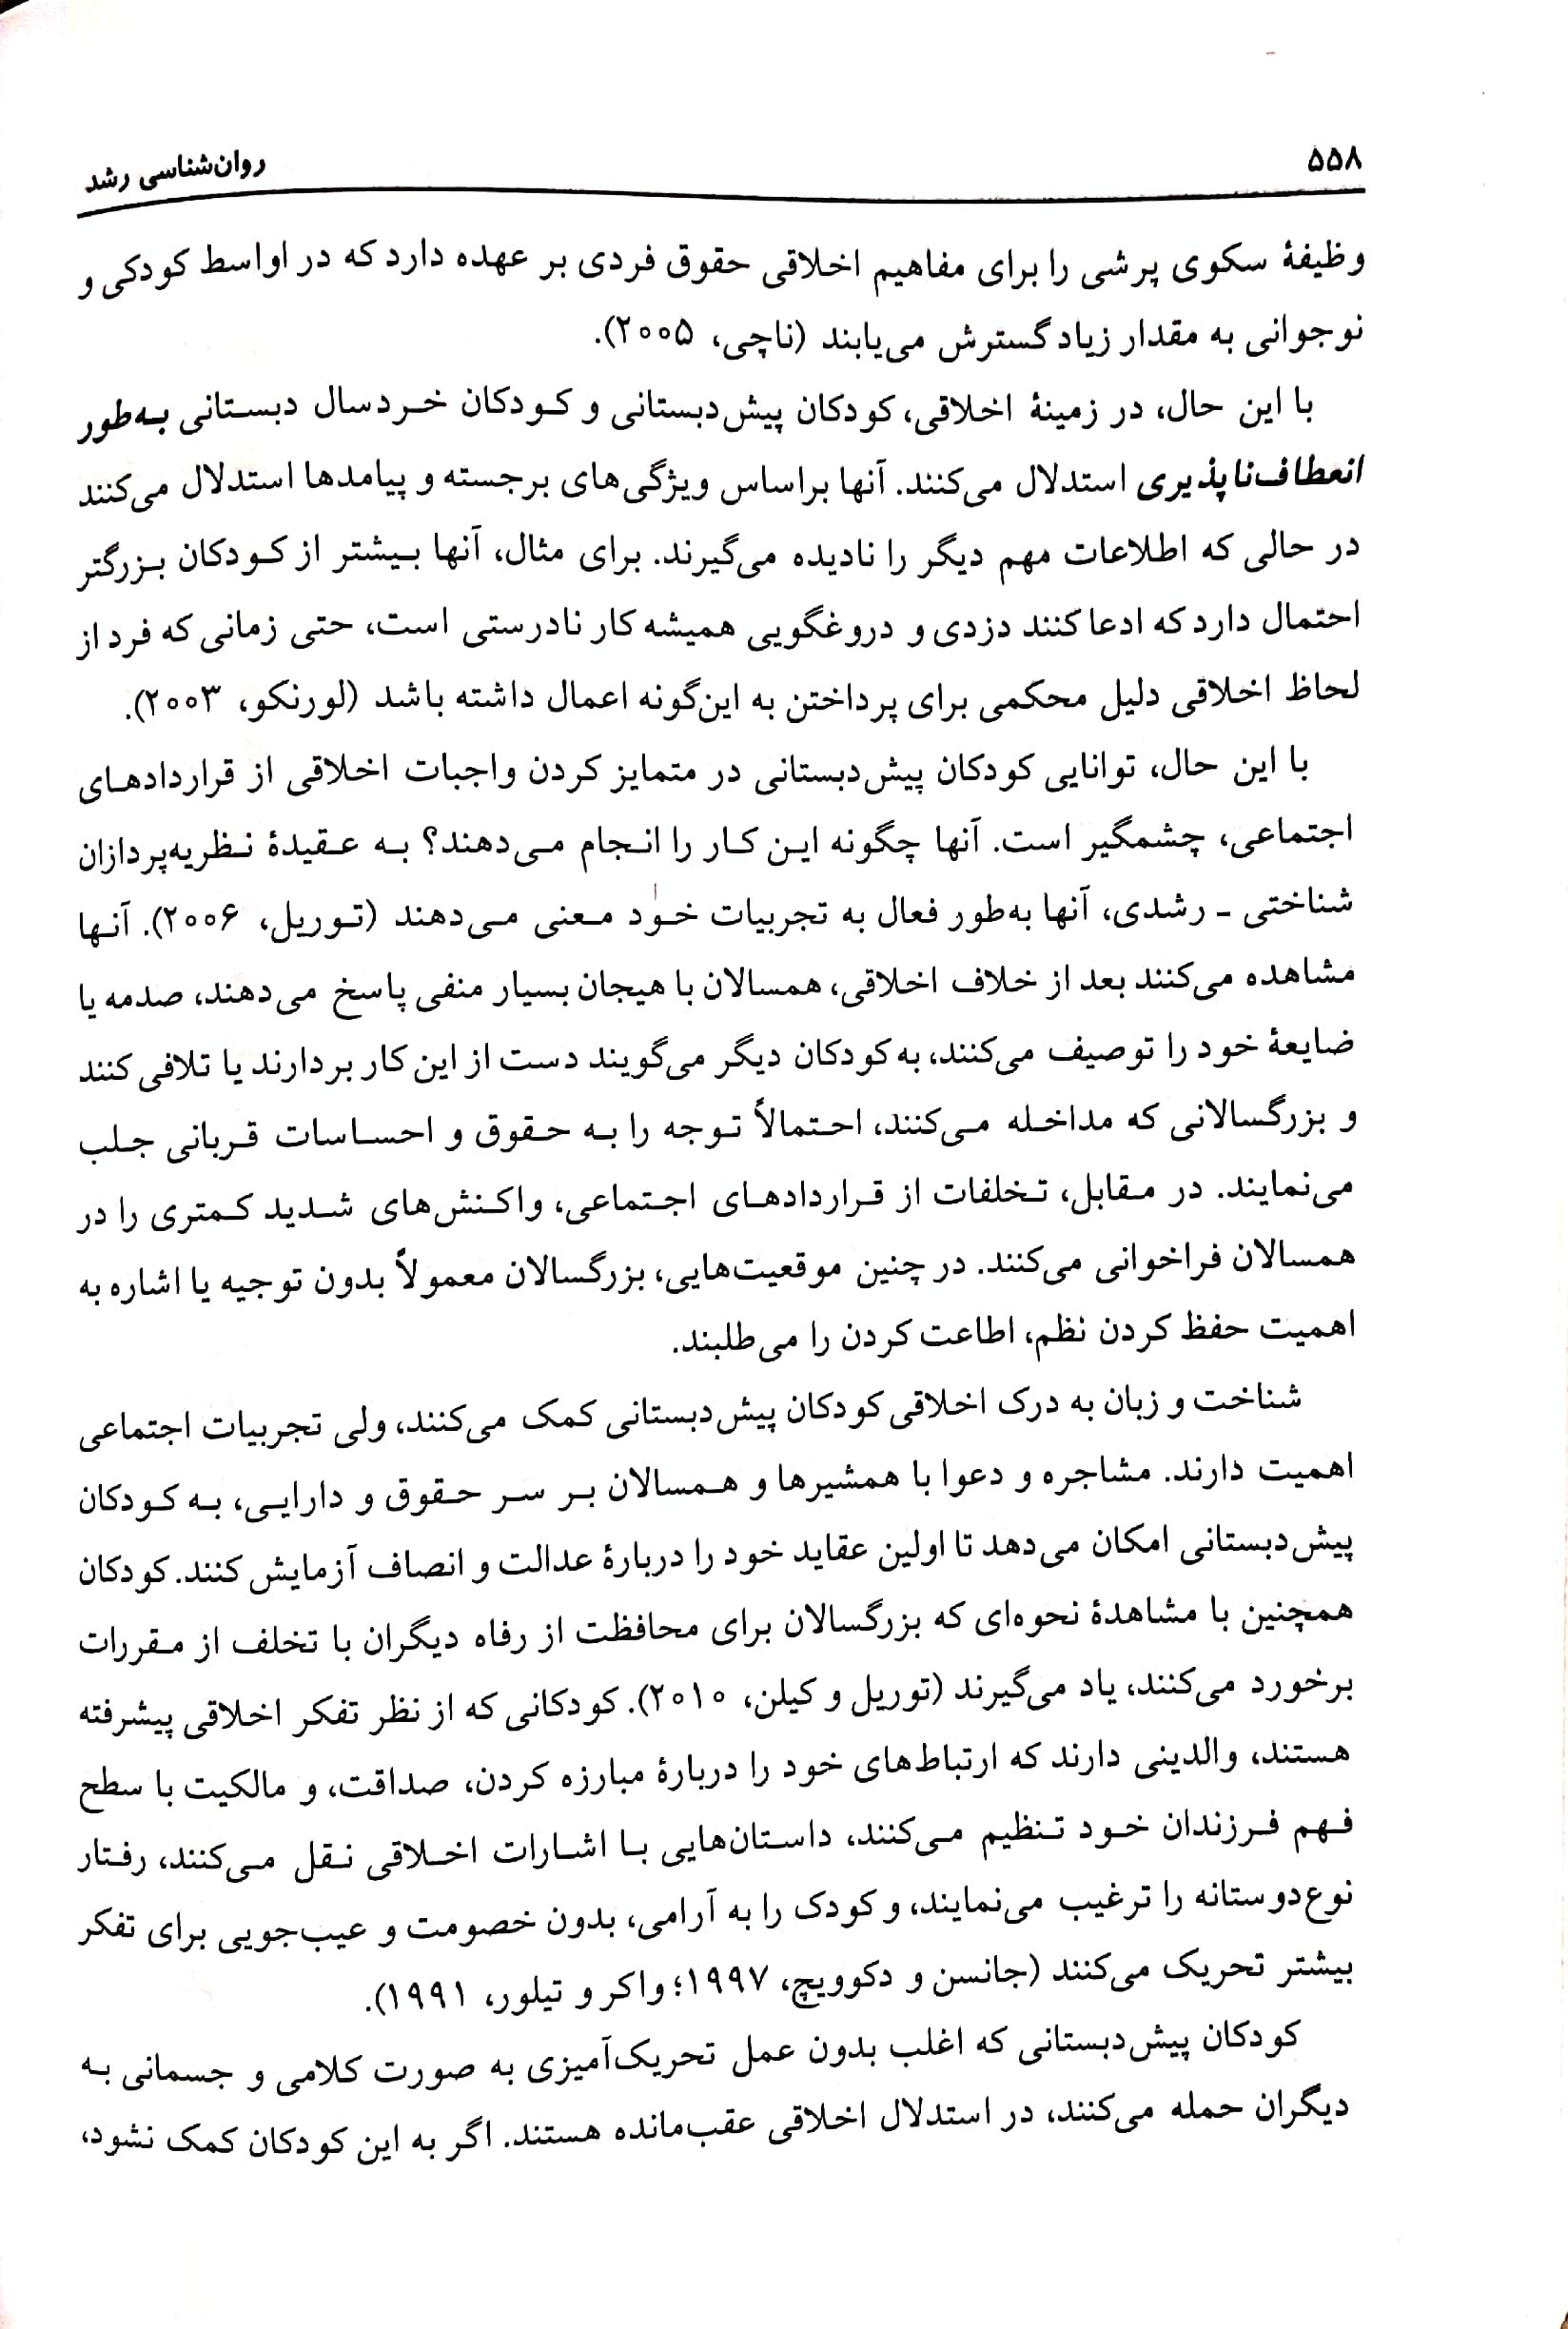 ۵۵۸
روان‌شناسی رشد
وظیفهٔ سکوی پرشی را برای مفاهیم اخلاقی حقوق فردی بر عهده دارد که در اواسط کودکی و
نوجوانی به مقدار زیاد گسترش می‌یابند (ناچی، ۲۰۰۵).
با این حال، در زمینهٔ اخلاقی، کودکان پیش‌دبستانی و کودکان خردسال دبستانی به‌طور
انعطاف‌ناپذیری استدلال می‌کنند. آنها براساس ویژگی‌های برجسته و پیامدها استدلال می‌کنند
در حالی که اطلاعات مهم دیگر را نادیده می‌گیرند. برای مثال، آنها بیشتر از کودکان بزرگتر
احتمال دارد که ادعا کنند دزدی و دروغگویی همیشه کار نادرستی است، حتی زمانی که فرد از
لحاظ اخلاقی دلیل محکمی برای پرداختن به این‌گونه اعمال داشته باشد (لورنکو، ۲۰۰۳).
با این حال، توانایی کودکان پیش‌دبستانی در متمایز کردن واجبات اخلاقی از قراردادهای
اجتماعی، چشمگیر است. آنها چگونه این کار را انجام می‌دهند؟ به عقیدهٔ نظریه‌پردازان
شناختی - رشدی، آنها به‌طور فعال به تجربیات خود معنی می‌دهند (توریل، ۲۰۰۶). آنها
مشاهده می‌کنند بعد از خلاف اخلاقی، همسالان با هیجان بسیار منفی پاسخ می‌دهند، صدمه یا
ضایعهٔ خود را توصیف می‌کنند، به کودکان دیگر می‌گویند دست از این کار بردارند یا تلافی کنند
و بزرگسالانی که مداخله می‌کنند، احتمالاً توجه را به حقوق و احساسات قربانی جلب
می‌نمایند. در مقابل، تخلفات از قراردادهای اجتماعی، واکنش‌های شدید کمتری را در
همسالان فراخوانی می‌کنند. در چنین موقعیت‌هایی، بزرگسالان معمولاً بدون توجیه یا اشاره به
اهمیت حفظ کردن نظم، اطاعت کردن را می‌طلبند.
شناخت و زبان به درک اخلاقی کودکان پیش‌دبستانی کمک می‌کنند، ولی تجربیات اجتماعی
اهمیت دارند. مشاجره و دعوا با همشیرها و همسالان بر سر حقوق و دارایی، به کودکان
پیش‌دبستانی امکان می‌دهد تا اولین عقاید خود را دربارهٔ عدالت و انصاف آزمایش کنند. کودکان
همچنین با مشاهدهٔ نحوه‌ای که بزرگسالان برای محافظت از رفاه دیگران با تخلف از مقررات
برخورد می‌کنند، یاد می‌گیرند (توریل و کیلن، ۲۰۱۰). کودکانی که از نظر تفکر اخلاقی پیشرفته
هستند، والدینی دارند که ارتباط‌های خود را دربارهٔ مبارزه کردن، صداقت، و مالکیت با سطح
فهم فرزندان خود تنظیم می‌کنند، داستان‌هایی با اشارات اخلاقی نقل می‌کنند، رفتار
نوع‌دوستانه را ترغیب می‌نمایند، و کودک را به آرامی، بدون خصومت و عیب‌جویی برای تفکر
بیشتر تحریک می‌کنند (جانسن و دکوویچ، ۱۹۹۷؛ واکر و تیلور، ۱۹۹۱).
کودکان پیش‌دبستانی که اغلب بدون عمل تحریک‌آمیزی به صورت کلامی و جسمانی به
دیگران حمله می‌کنند، در استدلال اخلاقی عقب‌مانده هستند. اگر به این کودکان کمک نشود،